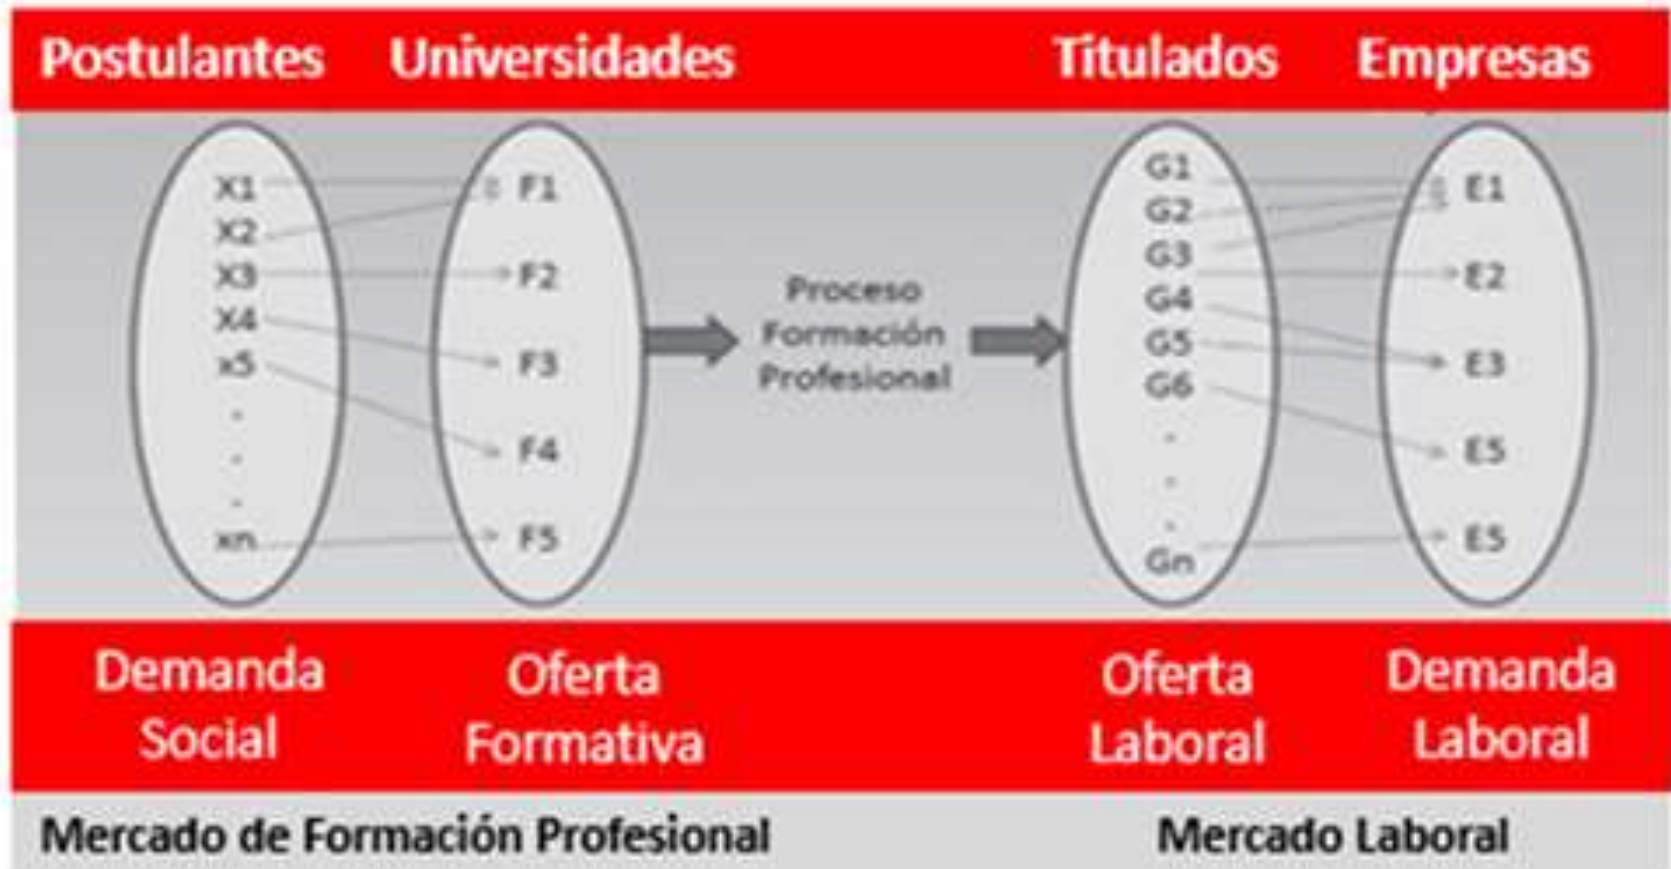 Postulantes Universidades Titulados Empresas
X1
X2
X3
X4
x5
.
.
.
xn
F1
F2
F3
F4
F5
Proceso
Formación
Profesional
G1
G2
G3
G4
G5
G6
.
.
.
Gn
E1
E2
E3
E5
E5
Demanda
Social
Oferta
Formativa
Oferta
Laboral
Demanda
Laboral
Mercado de Formación Profesional Mercado Laboral